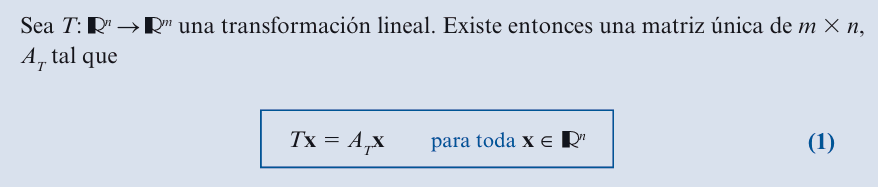 Sea T: ℝⁿ → ℝᵐ una transformación lineal. Existe entonces una matriz única de m × n,
A_T tal que
Tx = A_Tx para toda x ∈ ℝⁿ (1)